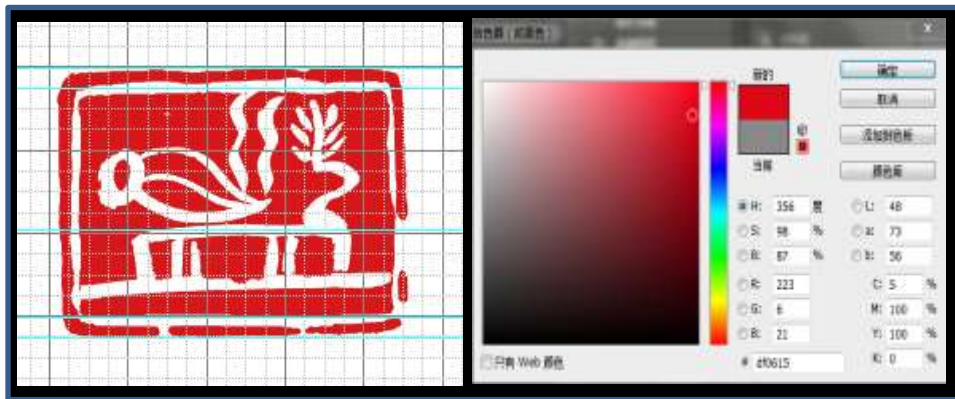 拾色器（前景色）
新的
当前
确定
取消
添加到色板
颜色库
H: 356 度
S: 98 %
B: 87 %
R: 223
G: 6
B: 21
L: 48
a: 73
b: 56
C: 5 %
M: 100 %
Y: 100 %
K: 0 %
只有 Web 颜色
# df0615